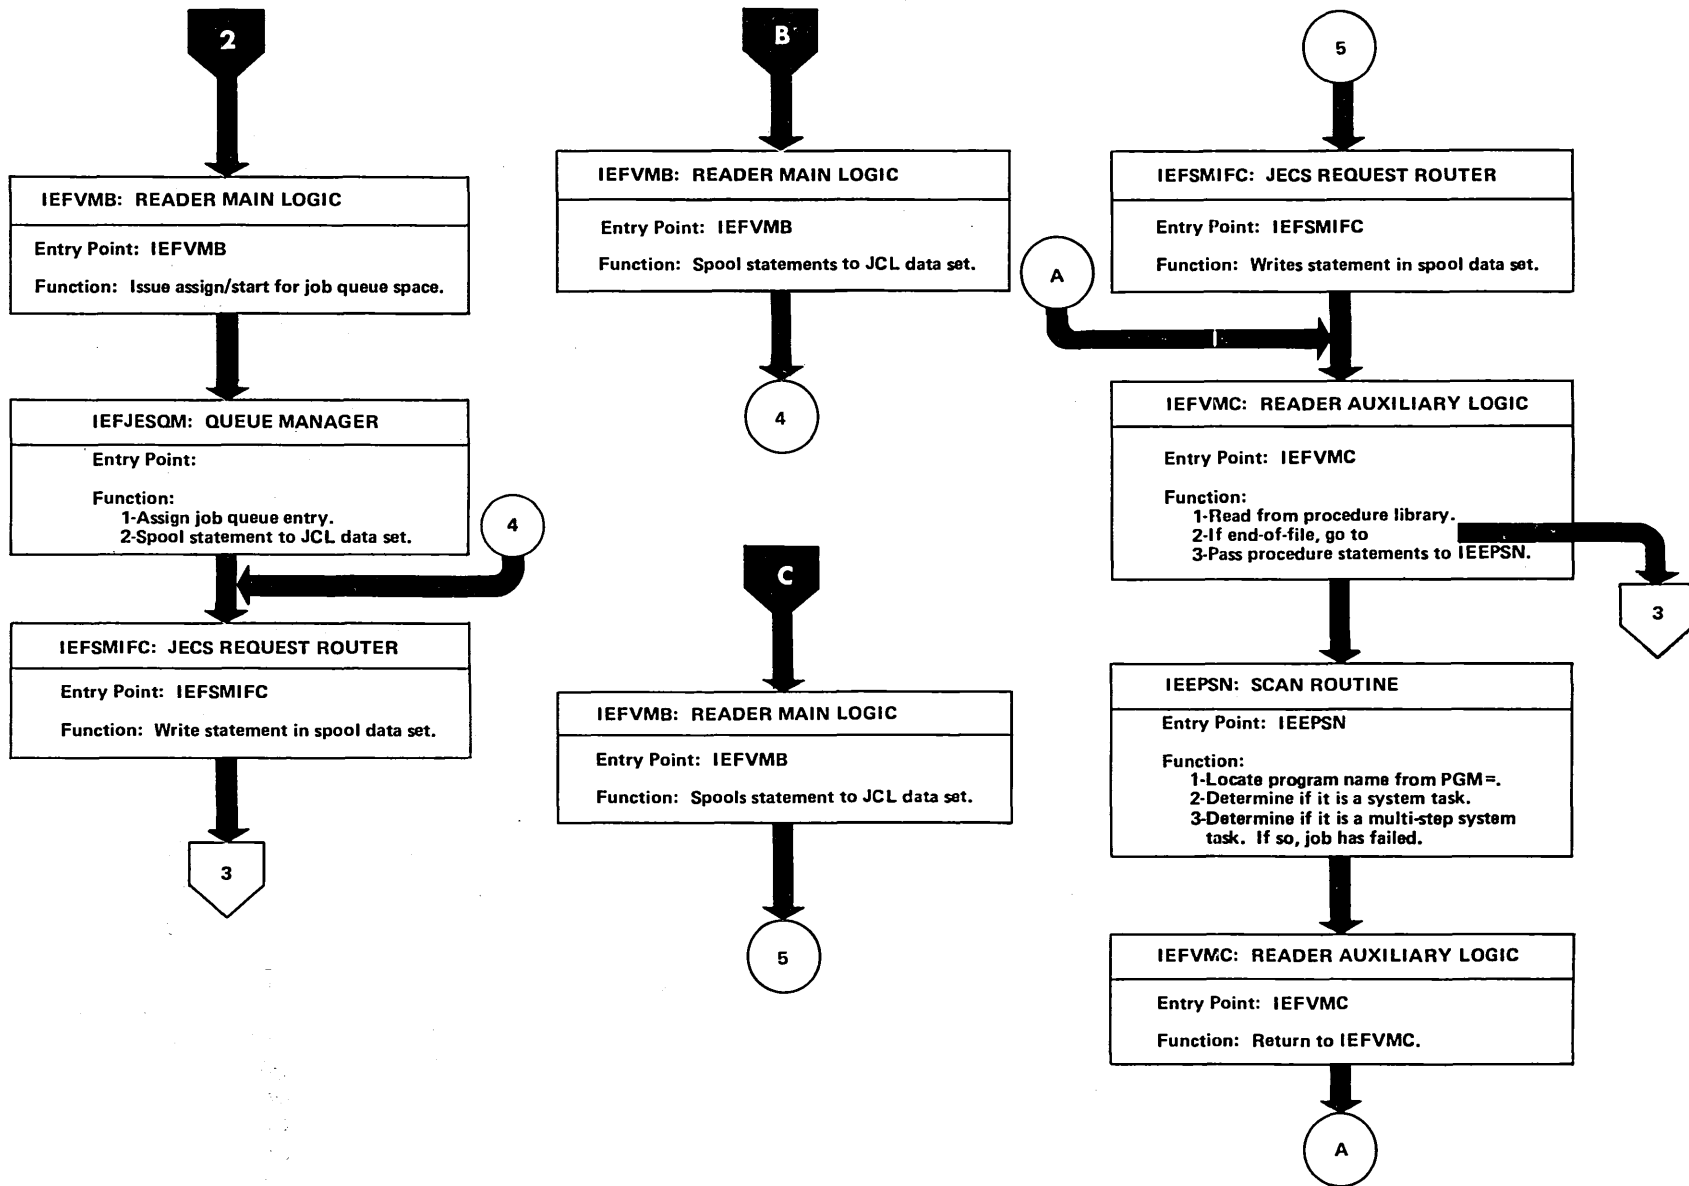 2
IEFVMB: READER MAIN LOGIC
Entry Point: IEFVMB
Function: Issue assign/start for job queue space.
IEFJESQM: QUEUE MANAGER
Entry Point:
Function:
1-Assign job queue entry.
2-Spool statement to JCL data set.
4
IEFSMIFC: JECS REQUEST ROUTER
Entry Point: IEFSMIFC
Function: Write statement in spool data set.
3
B
IEFVMB: READER MAIN LOGIC
Entry Point: IEFVMB
Function: Spool statements to JCL data set.
4
C
IEFVMB: READER MAIN LOGIC
Entry Point: IEFVMB
Function: Spools statement to JCL data set.
5
5
IEFSMIFC: JECS REQUEST ROUTER
Entry Point: IEFSMIFC
Function: Writes statement in spool data set.
A
IEFVMC: READER AUXILIARY LOGIC
Entry Point: IEFVMC
Function:
1-Read from procedure library.
2-If end-of-file, go to
3-Pass procedure statements to IEEPSN.
3
IEEPSN: SCAN ROUTINE
Entry Point: IEEPSN
Function:
1-Locate program name from PGM=.
2-Determine if it is a system task.
3-Determine if it is a multi-step system
task. If so, job has failed.
IEFVMC: READER AUXILIARY LOGIC
Entry Point: IEFVMC
Function: Return to IEFVMC.
A